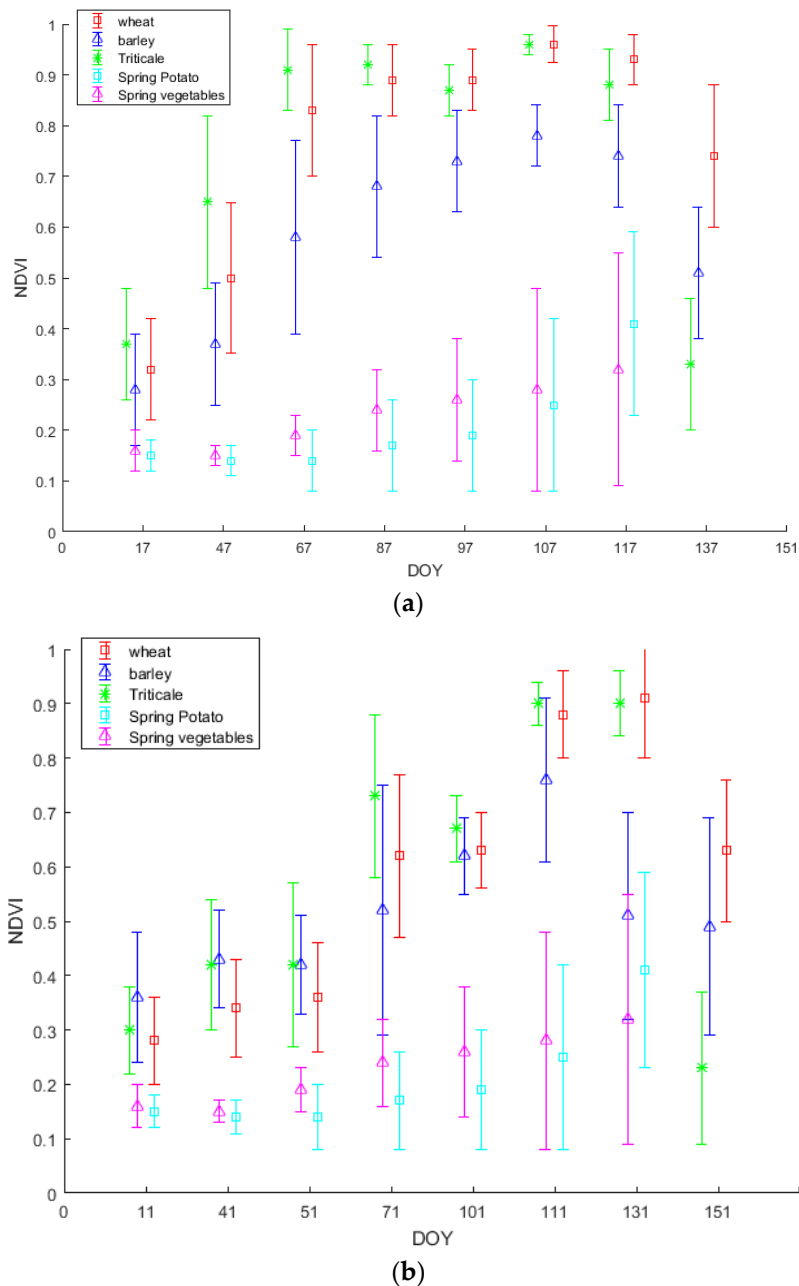 1
wheat
barley
0.9
Triticale
Spring Potato
Spring vegetables
0.8
0.7
0.6
NDVI
0.5
0.4
0.3
0.2
0.1
0
0 17 47 67 87 97 107 117 137 151
DOY
(a)
1
wheat
barley
0.9
Triticale
Spring Potato
Spring vegetables
0.8
0.7
0.6
NDVI
0.5
0.4
0.3
0.2
0.1
0
0 11 41 51 71 101 111 131 151
DOY
(b)